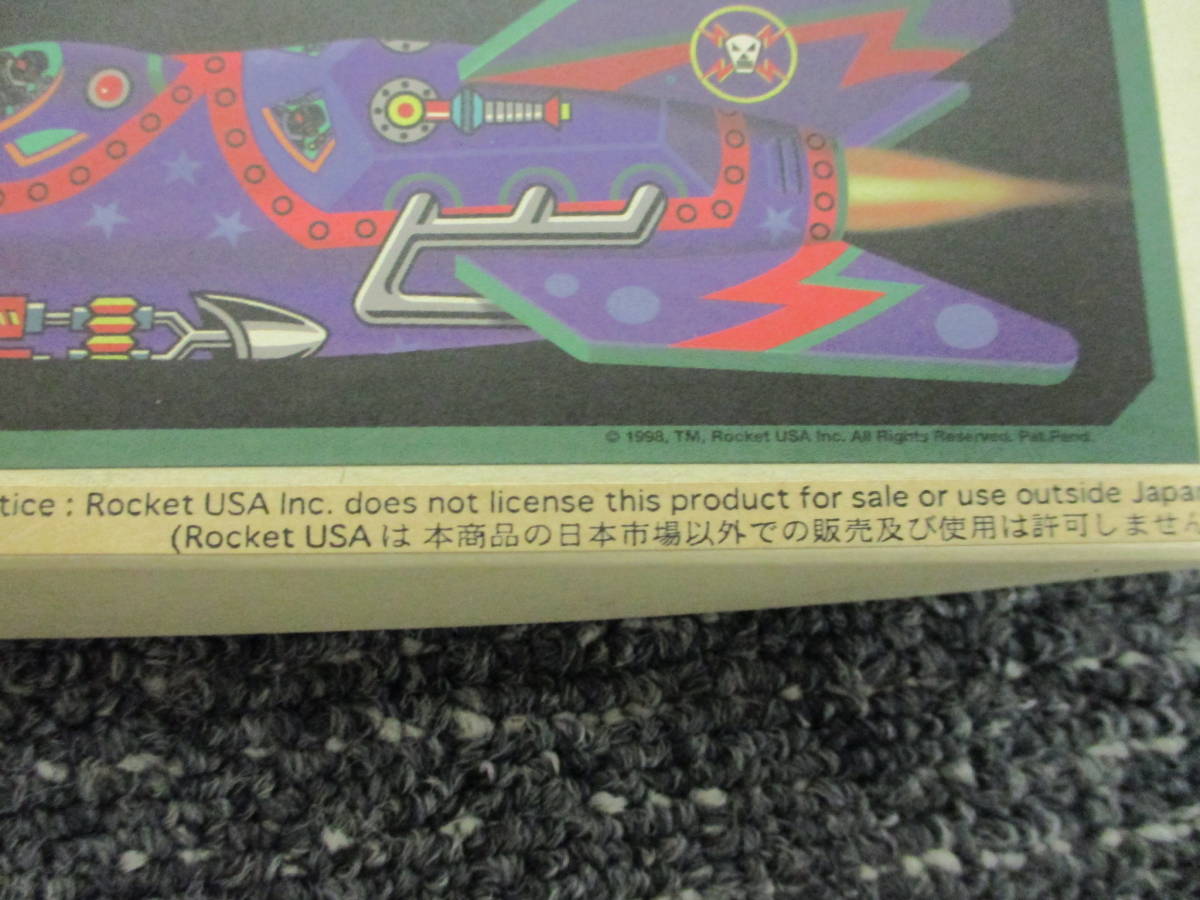 © 1998, TM, Rocket USA Inc. All Rights Reserved. Pat. Pend.
tice : Rocket USA Inc. does not license this product for sale or use outside Japa
(Rocket USA は 本商品の日本市場以外での販売及び使用は許可しませ